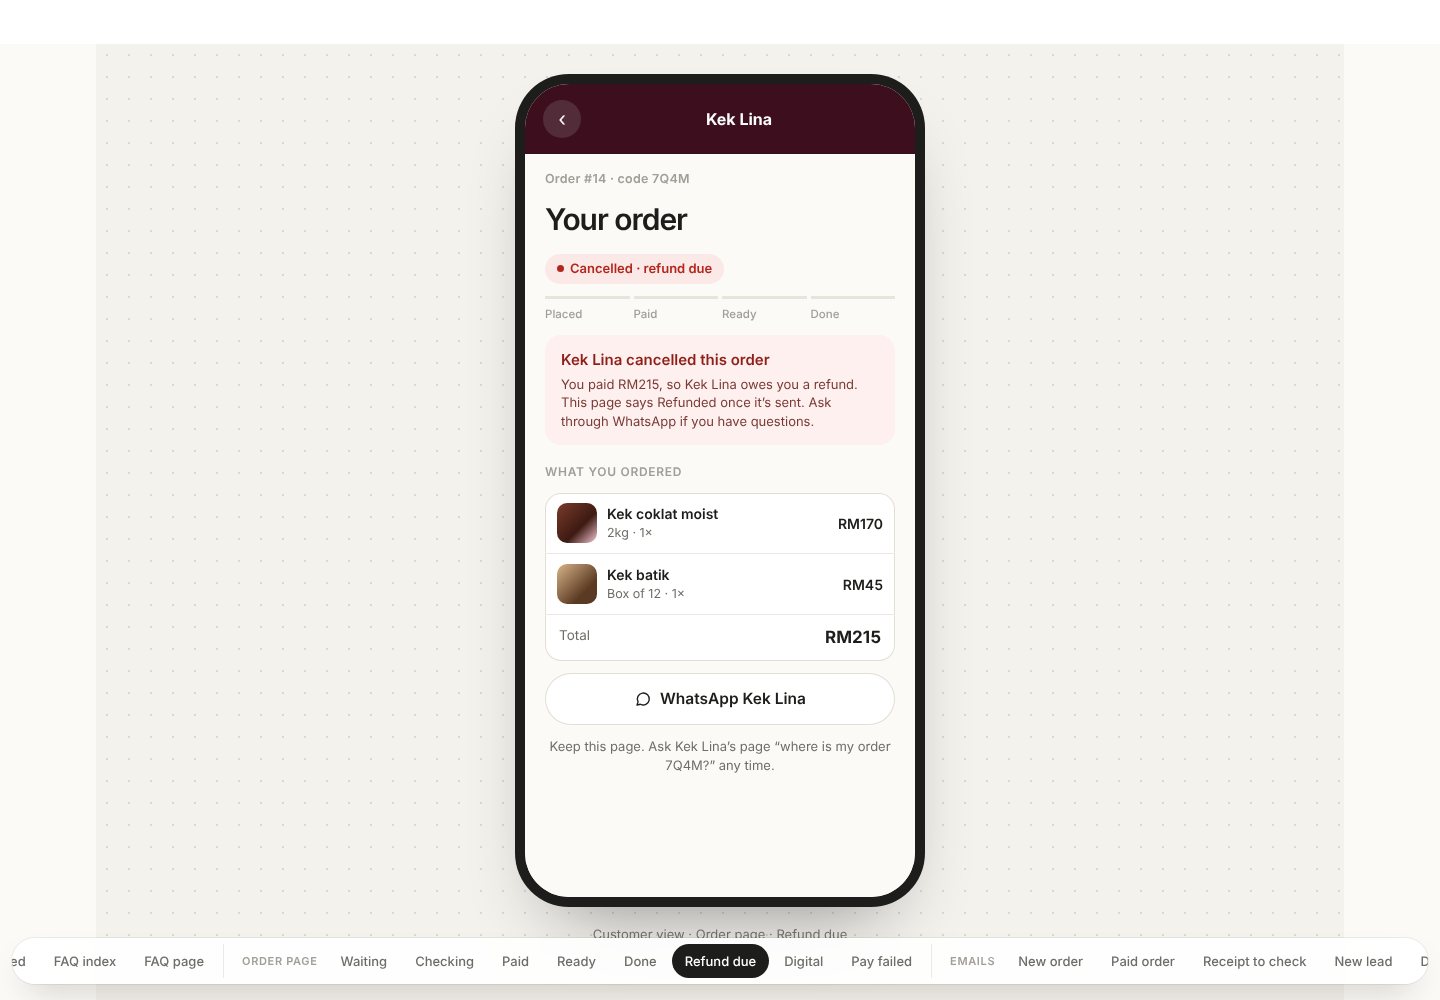 Kek Lina
Order #14 · code 7Q4M
Your order
Cancelled · refund due
Placed Paid Ready Done
Kek Lina cancelled this order
You paid RM215, so Kek Lina owes you a refund.
This page says Refunded once it’s sent. Ask
through WhatsApp if you have questions.
WHAT YOU ORDERED
Kek coklat moist
2kg · 1×
RM170
Kek batik
Box of 12 · 1×
RM45
Total RM215
WhatsApp Kek Lina
Keep this page. Ask Kek Lina’s page “where is my order
7Q4M?” any time.
Customer view · Order page · Refund due
FAQ index FAQ page ORDER PAGE Waiting Checking Paid Ready Done Refund due Digital Pay failed EMAILS New order Paid order Receipt to check New lead